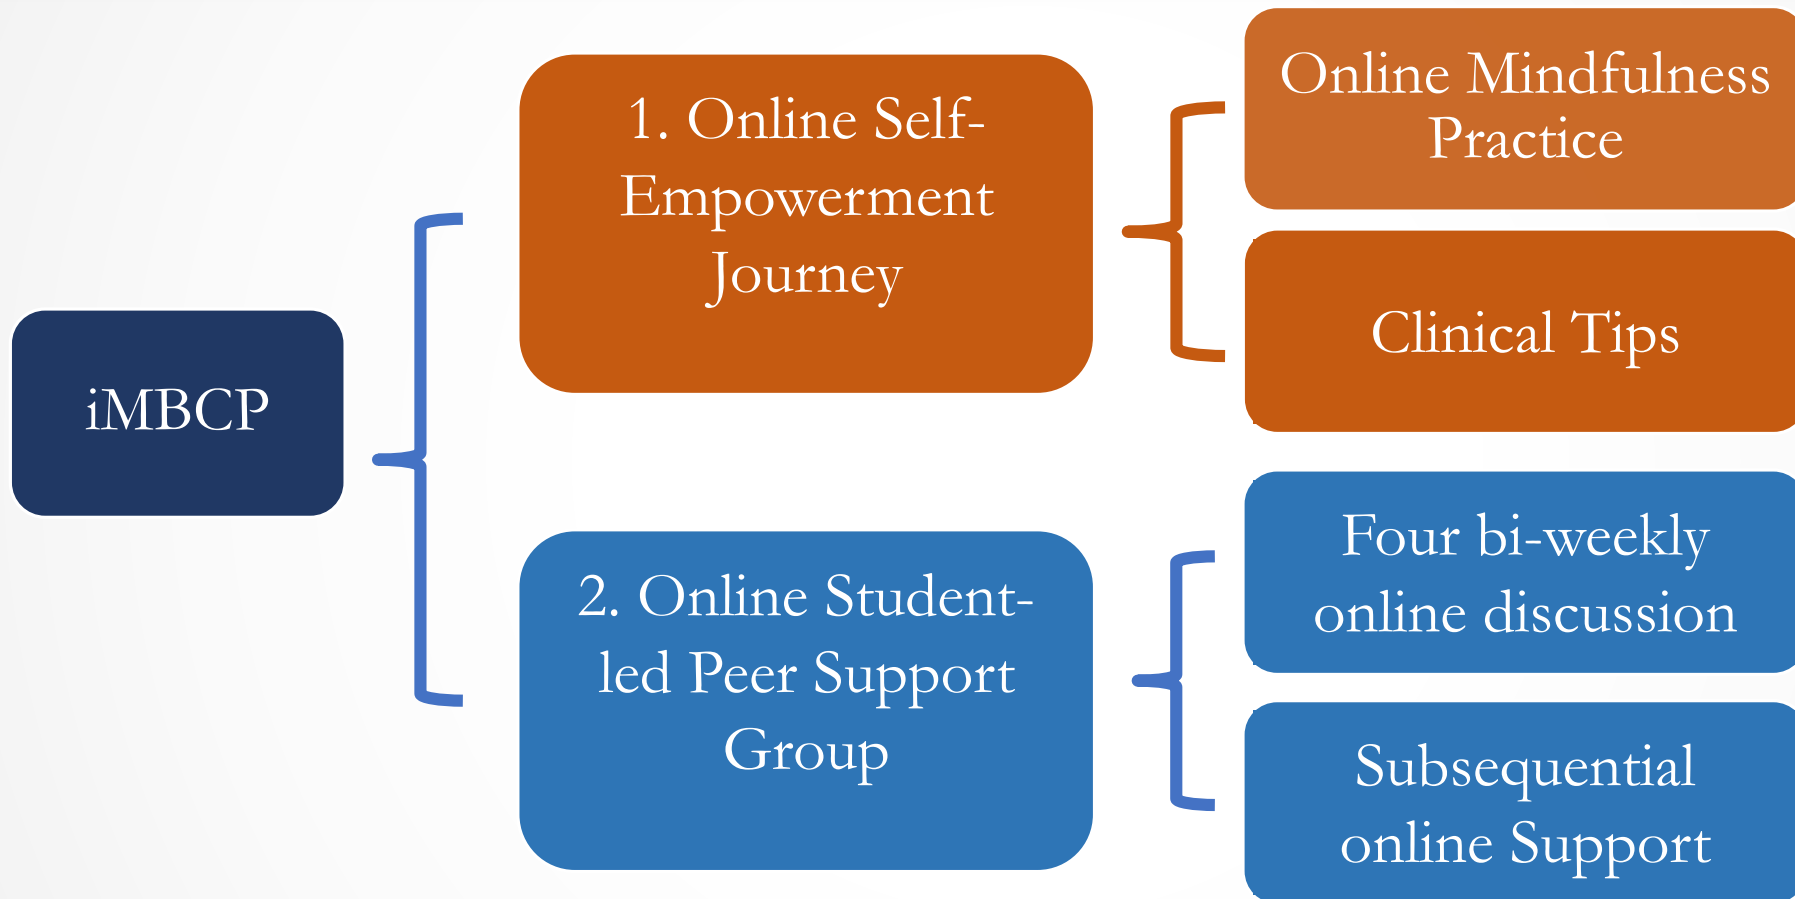 iMBCP
1. Online Self-
Empowerment
Journey
Online Mindfulness
Practice
Clinical Tips
2. Online Student-
led Peer Support
Group
Four bi-weekly
online discussion
Subsequential
online Support